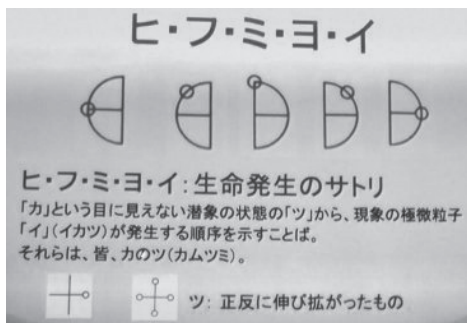 ヒ・フ・ミ・ヨ・イ
ヒ・フ・ミ・ヨ・イ:生命発生のサトリ
「カ」という目に見えない潜象の状態の「ツ」から、現象の極微粒子
「イ」(イカツ)が発生する順序を示すことば。
それらは、皆、カのツ(カムツミ)。
ツ:正反に伸び拡がったもの